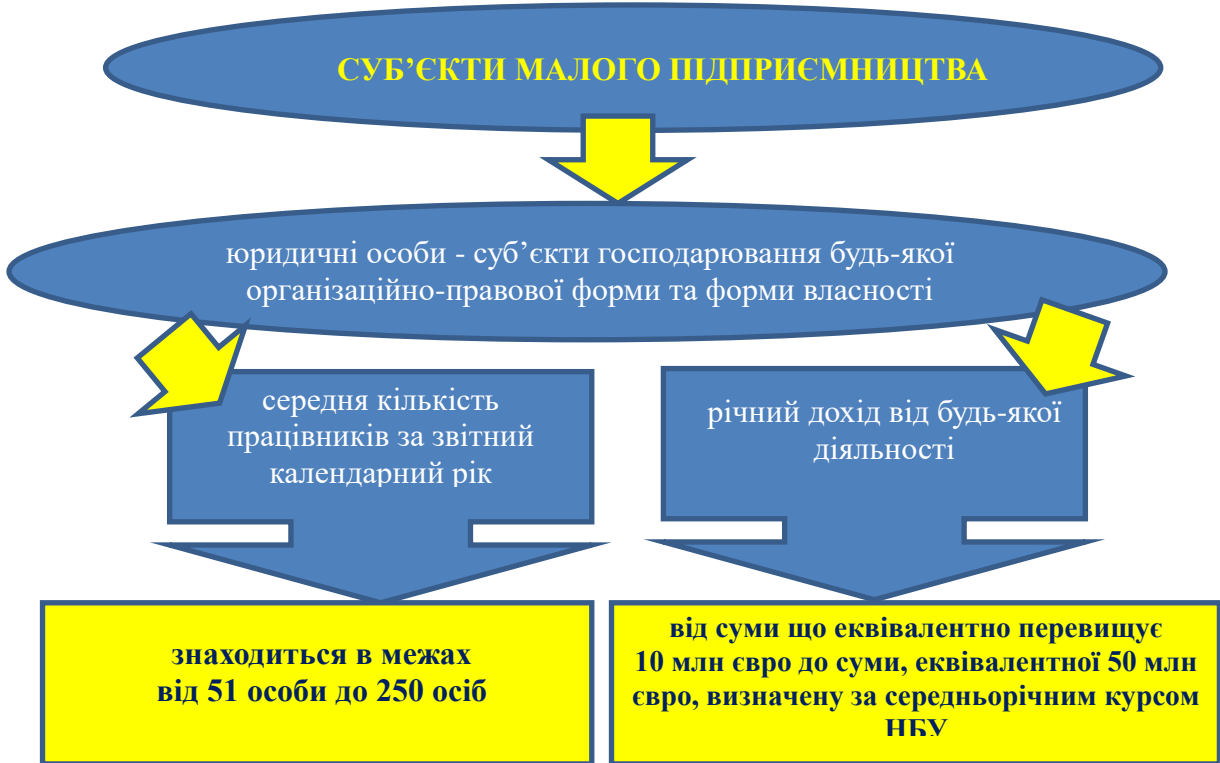 СУБ’ЄКТИ МАЛОГО ПІДПРИЄМНИЦТВА
юридичні особи - суб’єкти господарювання будь-якої
організаційно-правової форми та форми власності
середня кількість
працівників за звітний
календарний рік
річний дохід від будь-якої
діяльності
знаходиться в межах
від 51 особи до 250 осіб
від суми що еквівалентно перевищує
10 млн євро до суми, еквівалентної 50 млн
євро, визначену за середньорічним курсом
НБУ